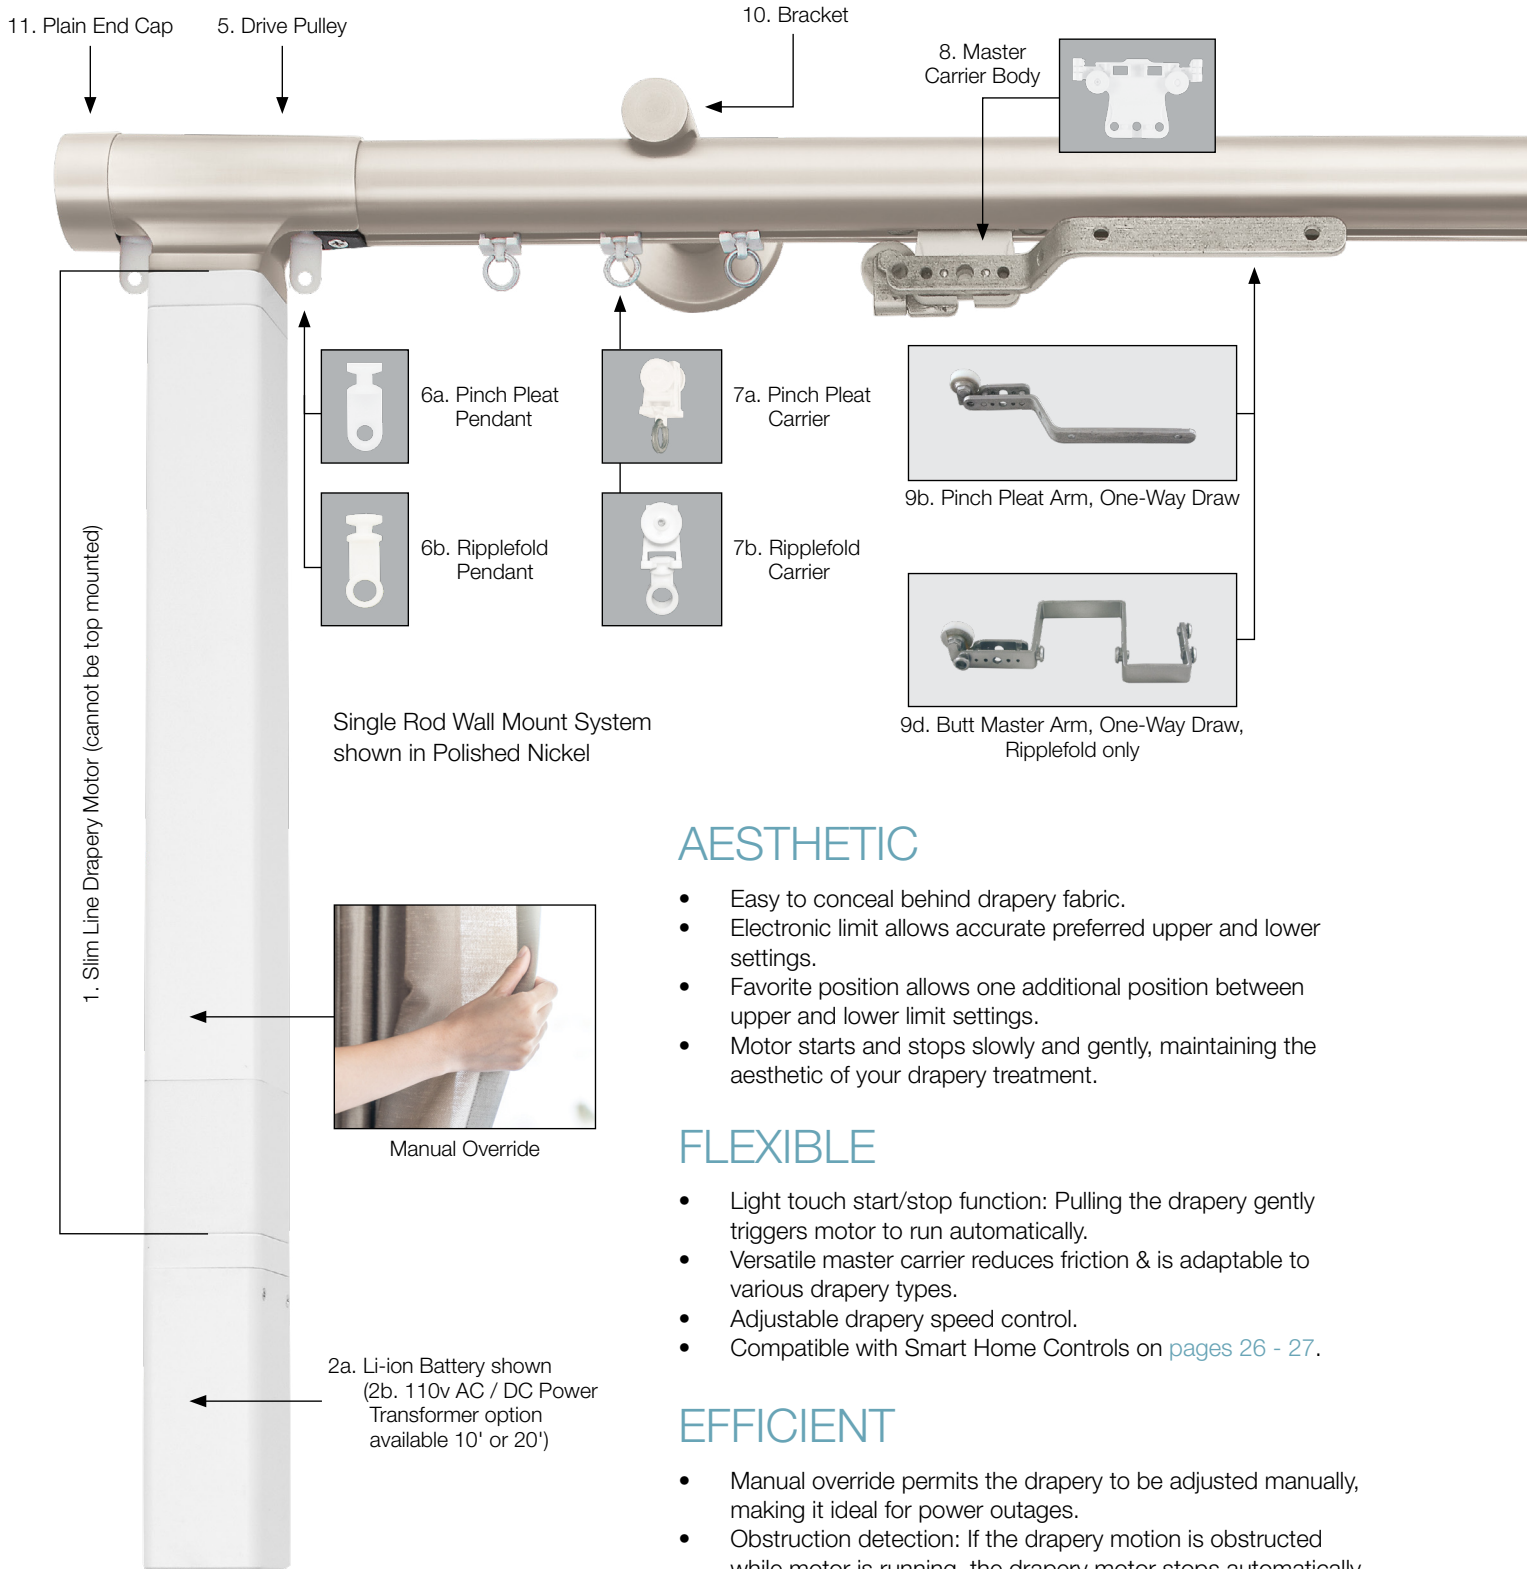 11. Plain End Cap
5. Drive Pulley
10. Bracket
8. Master
Carrier Body
6a. Pinch Pleat
Pendant
7a. Pinch Pleat
Carrier
9b. Pinch Pleat Arm, One-Way Draw
6b. Ripplefold
Pendant
7b. Ripplefold
Carrier
9d. Butt Master Arm, One-Way Draw,
Ripplefold only
1. Slim Line Drapery Motor (cannot be top mounted)
Single Rod Wall Mount System
shown in Polished Nickel
Manual Override
2a. Li-ion Battery shown
(2b. 110v AC / DC Power
Transformer option
available 10' or 20')
AESTHETIC
• Easy to conceal behind drapery fabric.
• Electronic limit allows accurate preferred upper and lower
settings.
• Favorite position allows one additional position between
upper and lower limit settings.
• Motor starts and stops slowly and gently, maintaining the
aesthetic of your drapery treatment.
FLEXIBLE
• Light touch start/stop function: Pulling the drapery gently
triggers motor to run automatically.
• Versatile master carrier reduces friction & is adaptable to
various drapery types.
• Adjustable drapery speed control.
• Compatible with Smart Home Controls on pages 26 - 27.
EFFICIENT
• Manual override permits the drapery to be adjusted manually,
making it ideal for power outages.
• Obstruction detection: If the drapery motion is obstructed
while motor is running, the drapery motor stops automatically